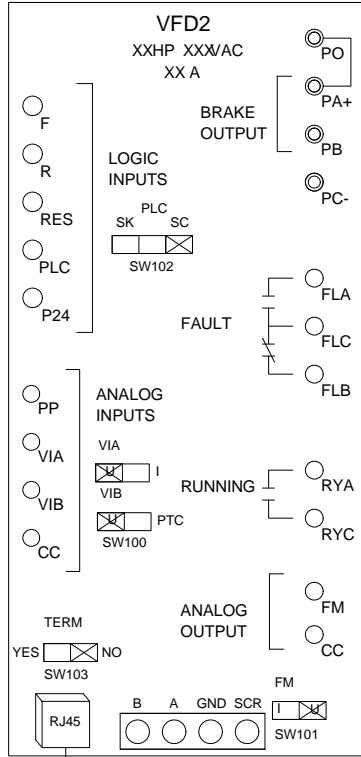 VFD2
XXHP XXXVAC
XX A
PO
PA+
BRAKE
OUTPUT
PB
PC-
F
R
RES
PLC
P24
LOGIC
INPUTS
PLC
SK SC
SW102
FLA
FAULT
FLC
FLB
PP
VIA
VIB
CC
ANALOG
INPUTS
VIA
U I
VIB
U PTC
SW100
RUNNING
RYA
RYC
ANALOG
OUTPUT
FM
CC
TERM
YES NO
SW103
RJ45
B A GND SCR
FM
I U
SW101